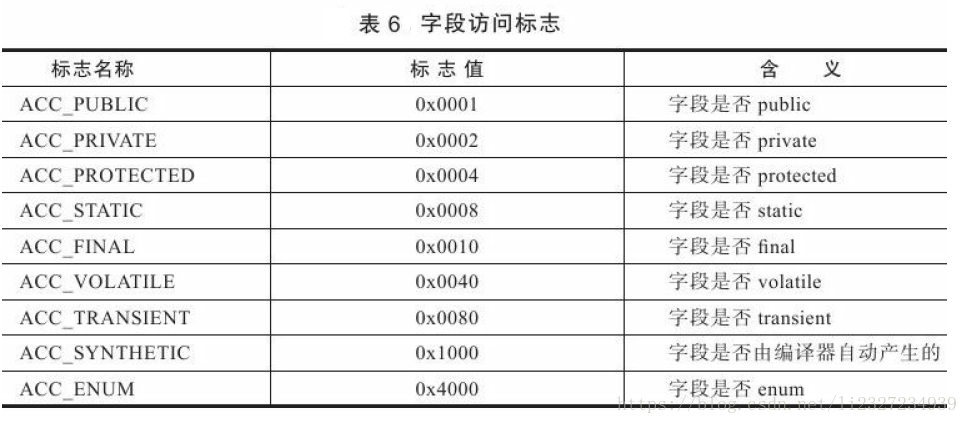 表 6 字段访问标志
标志名称 标 志 值 含 义
ACC_PUBLIC 0x0001 字段是否 public
ACC_PRIVATE 0x0002 字段是否 private
ACC_PROTECTED 0x0004 字段是否 protected
ACC_STATIC 0x0008 字段是否 static
ACC_FINAL 0x0010 字段是否 final
ACC_VOLATILE 0x0040 字段是否 volatile
ACC_TRANSIENT 0x0080 字段是否 transient
ACC_SYNTHETIC 0x1000 字段是否由编译器自动产生的
ACC_ENUM 0x4000 字段是否 enum
https://blog.csdn.net/li2327234939